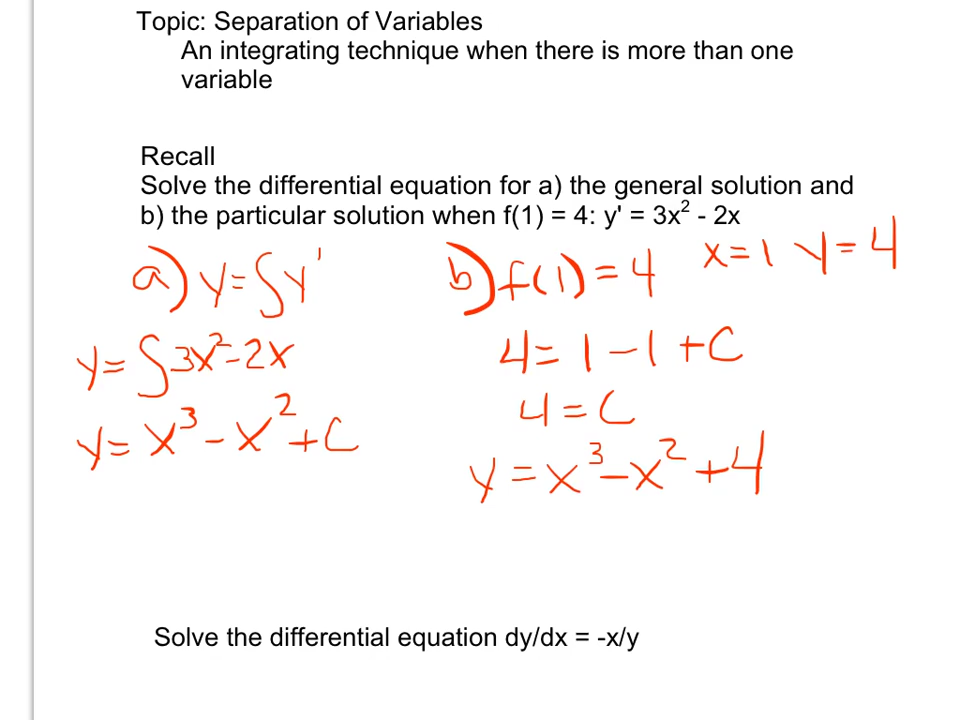 Topic: Separation of Variables
An integrating technique when there is more than one
variable
Recall
Solve the differential equation for a) the general solution and
b) the particular solution when f(1) = 4: y' = 3x² - 2x
a) y=∫y'
y=∫3x²-2x
y=x³-x²+C
b) f(1)=4 x=1 y=4
4=1-1+C
4=C
y=x³-x²+4
Solve the differential equation dy/dx = -x/y